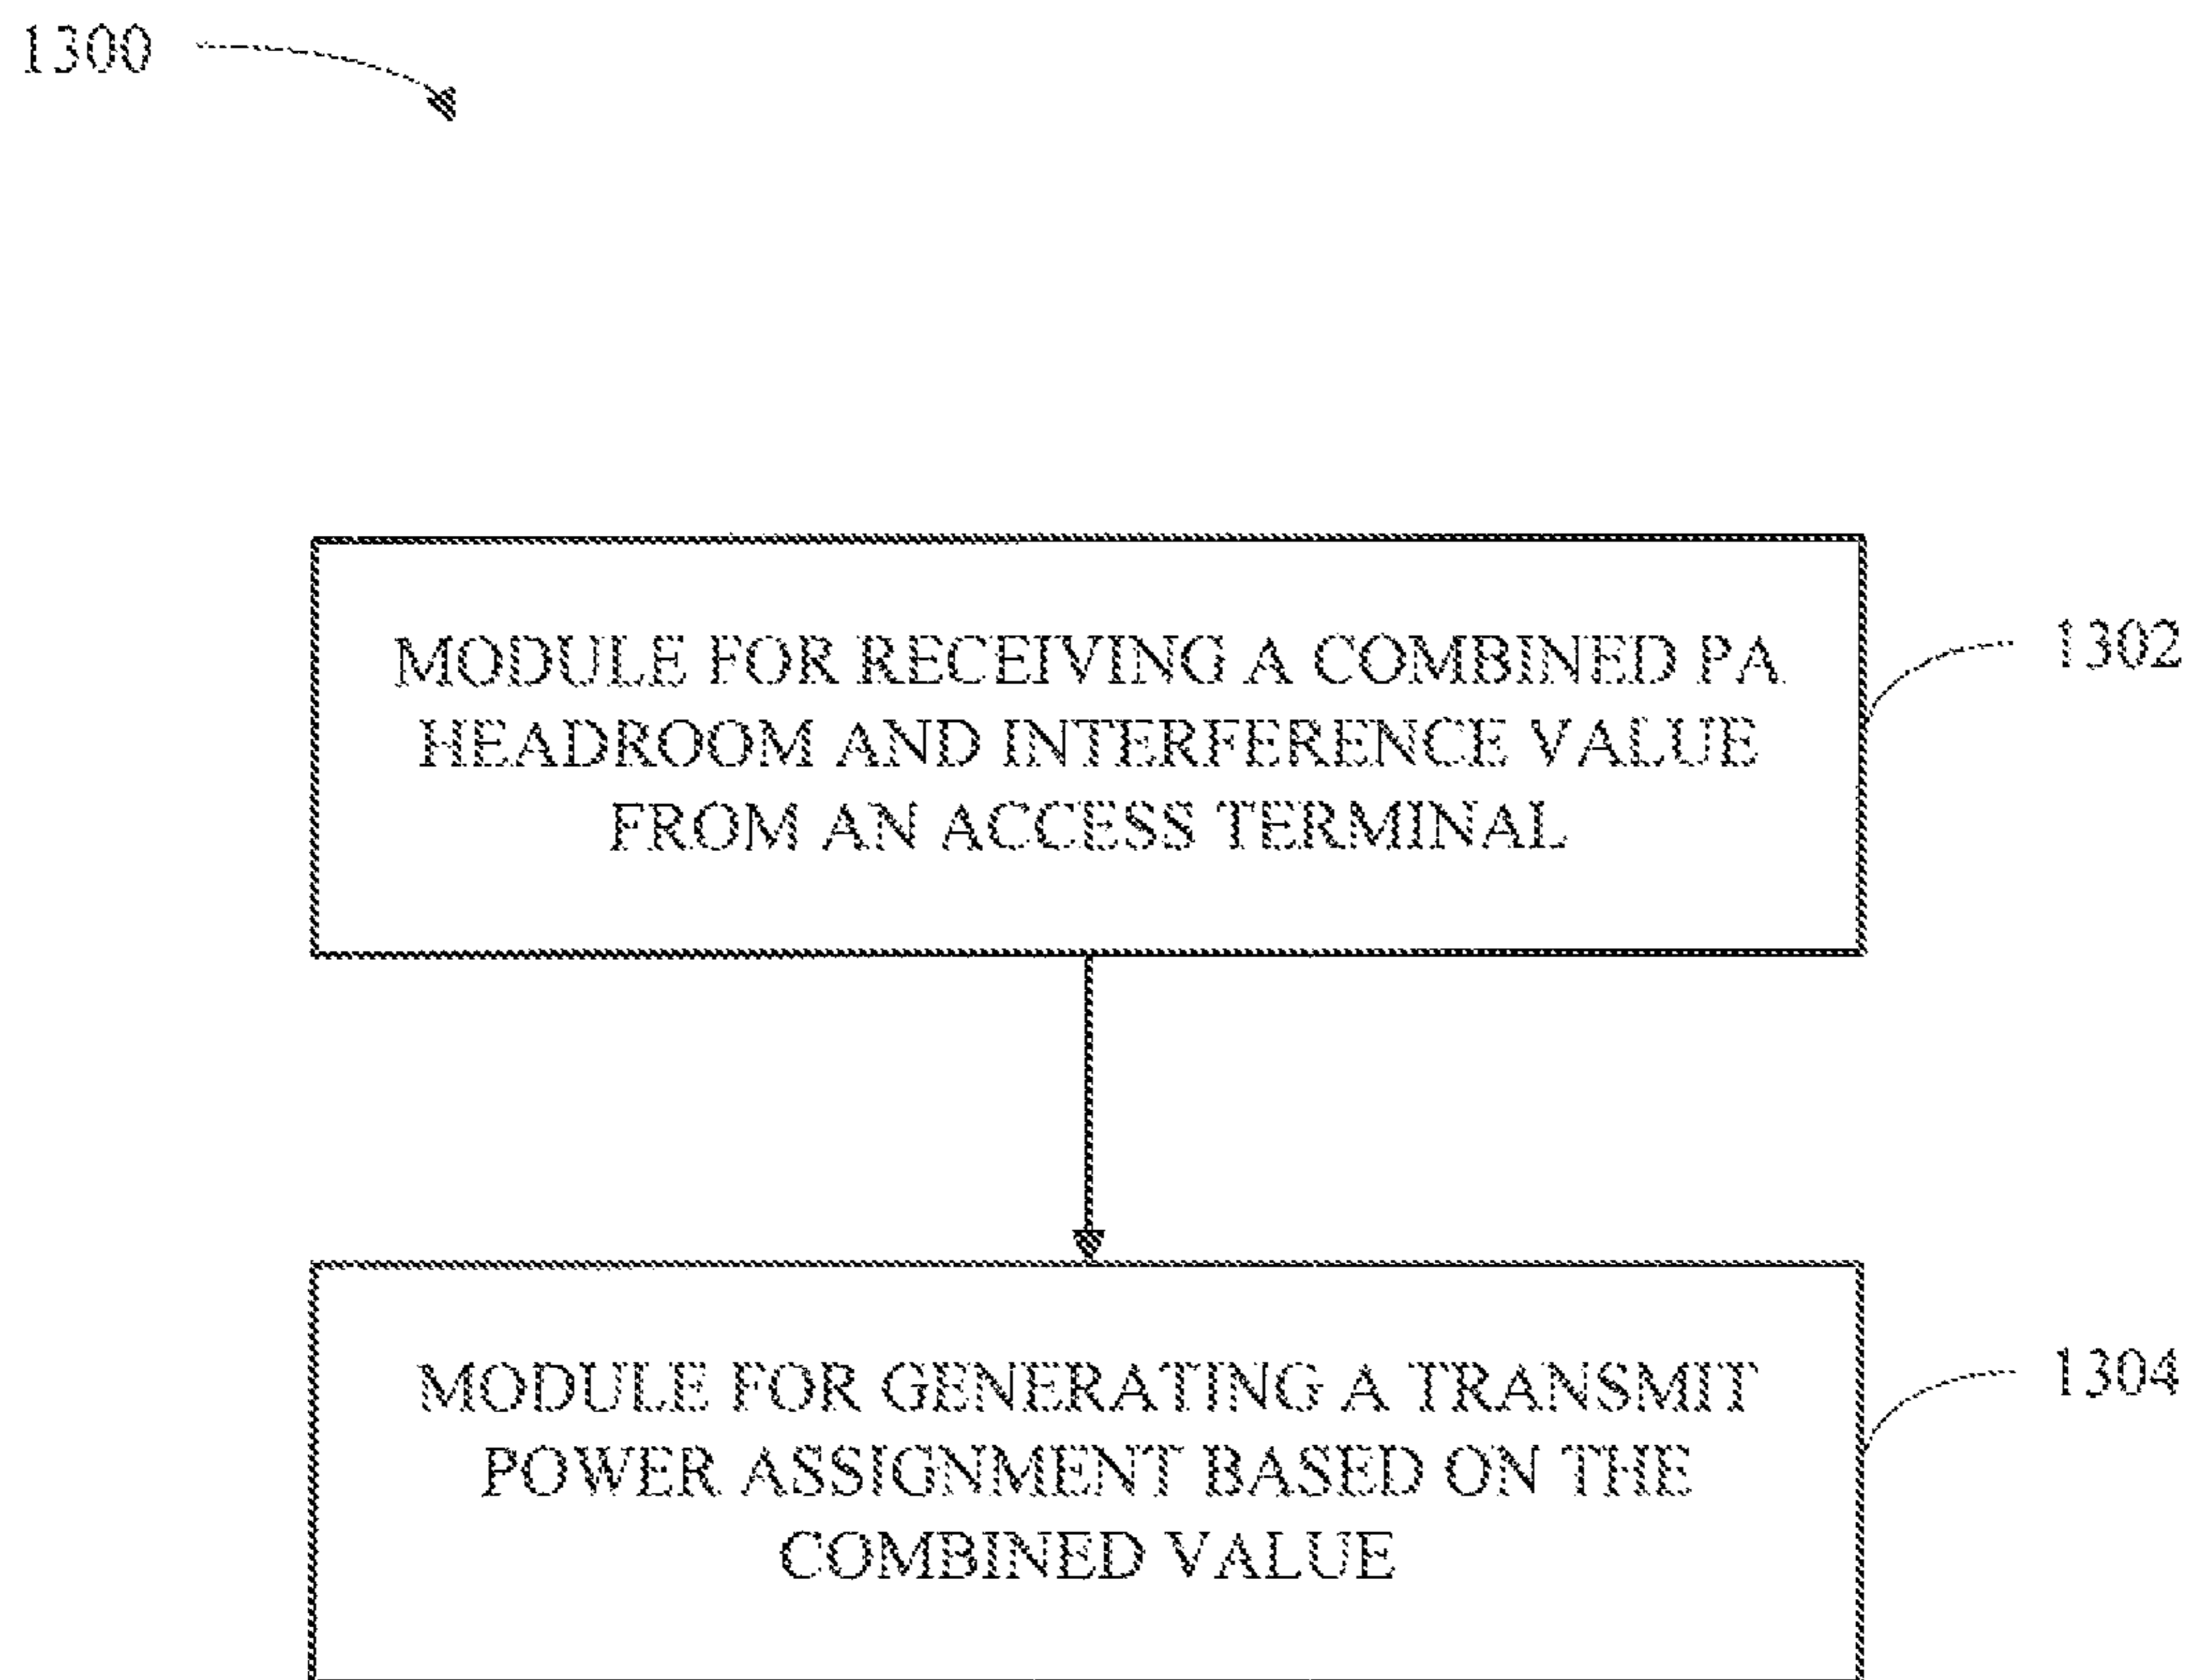 1300
MODULE FOR RECEIVING A COMBINED PA
HEADROOM AND INTERFERENCE VALUE
FROM AN ACCESS TERMINAL
1302
MODULE FOR GENERATING A TRANSMIT
POWER ASSIGNMENT BASED ON THE
COMBINED VALUE
1304